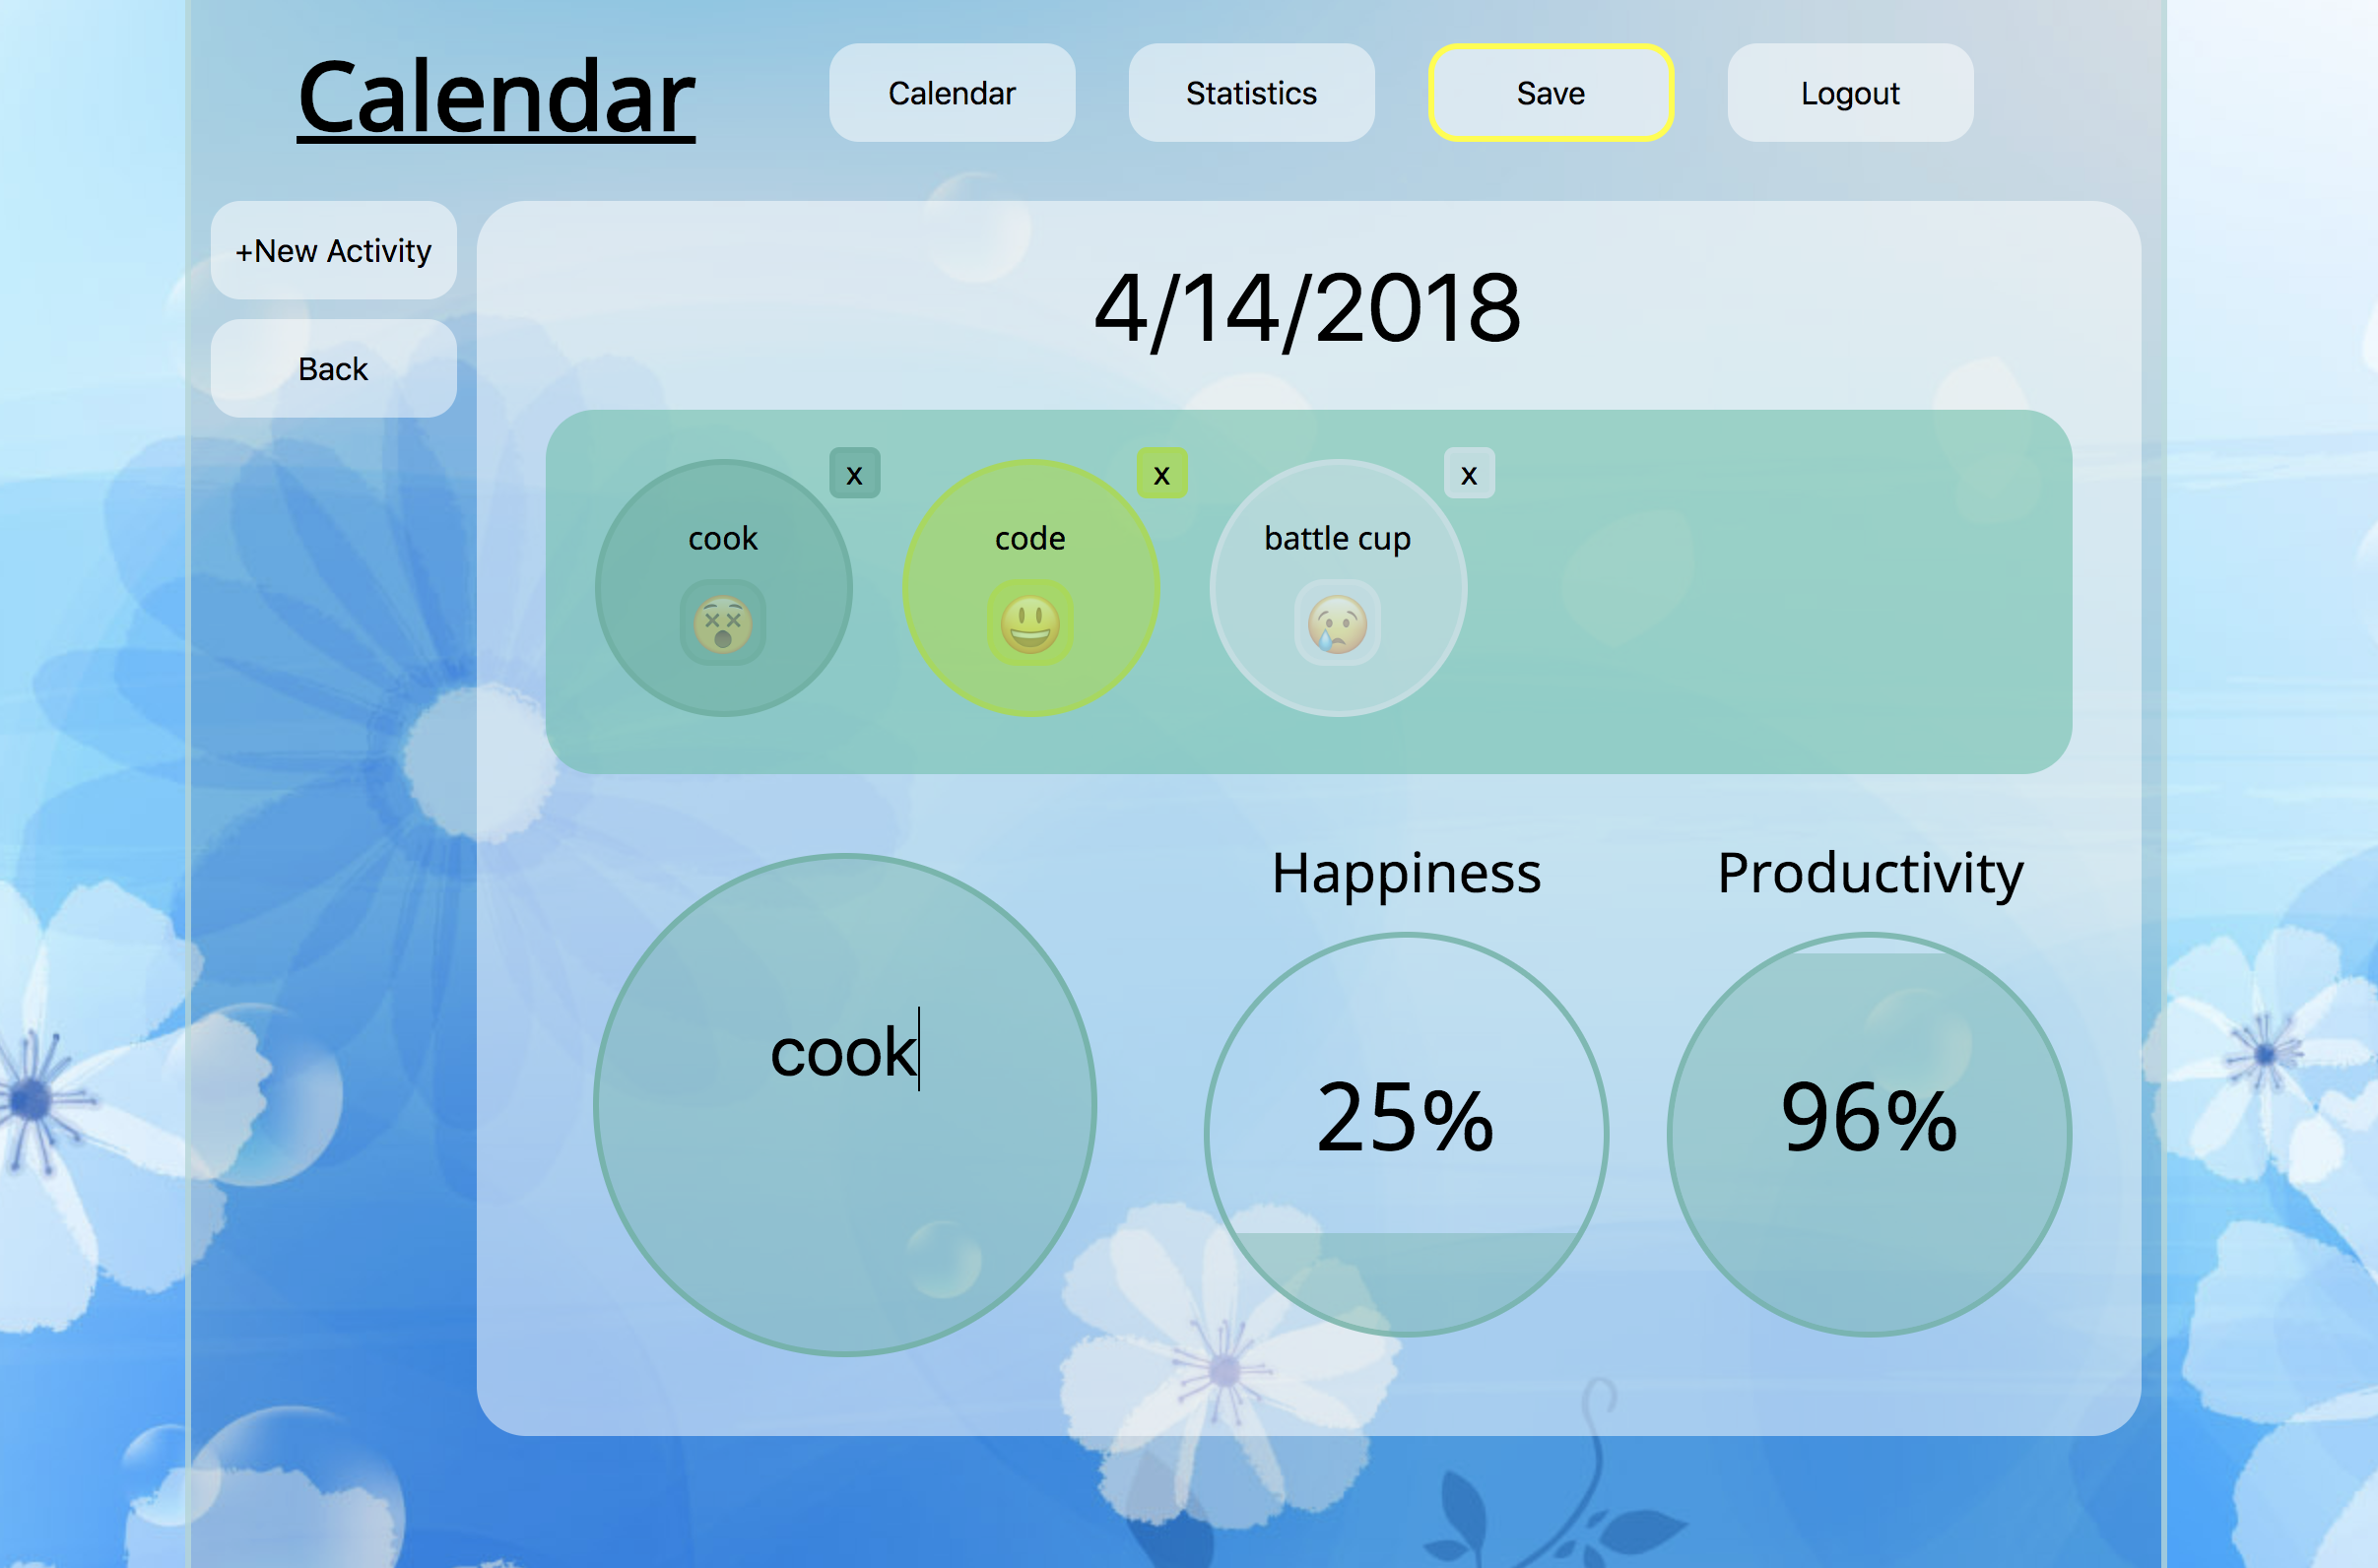 Calendar
Calendar
Statistics
Save
Logout
+New Activity
Back
4/14/2018
x
x
x
cook
code
battle cup
Happiness
Productivity
cook
25%
96%